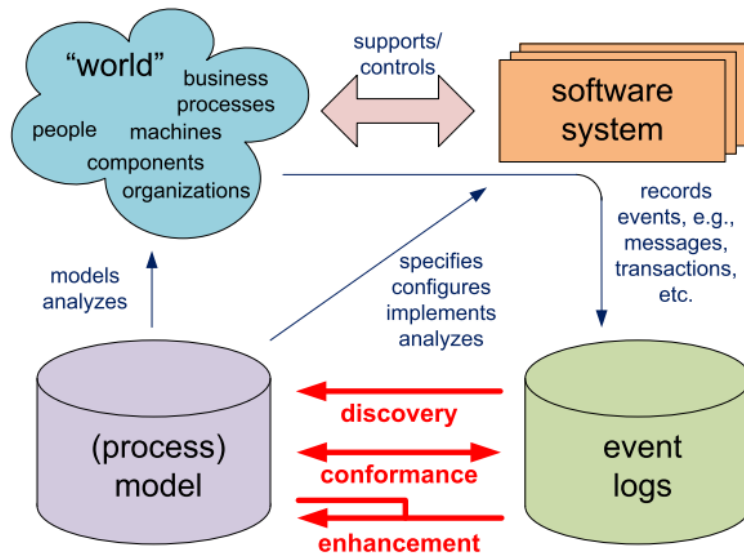 “world”
business
processes
people
machines
components
organizations
supports/
controls
software
system
records
events, e.g.,
messages,
transactions,
etc.
models
analyzes
specifies
configures
implements
analyzes
(process)
model
discovery
conformance
enhancement
event
logs